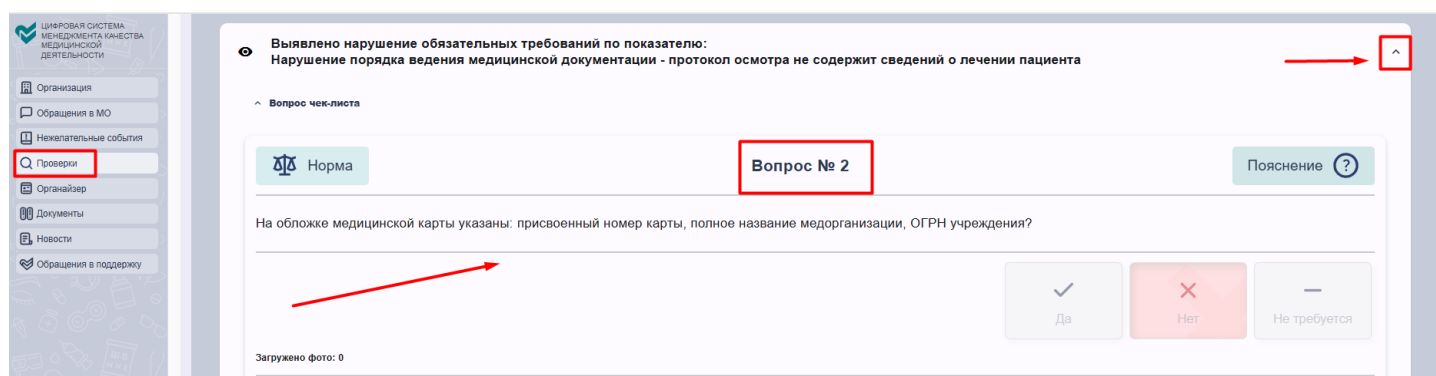 ЦИФРОВАЯ СИСТЕМА
МЕНЕДЖМЕНТА КАЧЕСТВА
МЕДИЦИНСКОЙ
ДЕЯТЕЛЬНОСТИ
Организация
Обращения в МО
Нежелательные события
Проверки
Органайзер
Документы
Новости
Обращения в поддержку
Выявлено нарушение обязательных требований по показателю:
Нарушение порядка ведения медицинской документации - протокол осмотра не содержит сведений о лечении пациента
Вопрос чек-листа
Норма
Вопрос № 2
Пояснение ?
На обложке медицинской карты указаны: присвоенный номер карты, полное название медорганизации, ОГРН учреждения?
Да
Нет
Не требуется
Загружено фото: 0